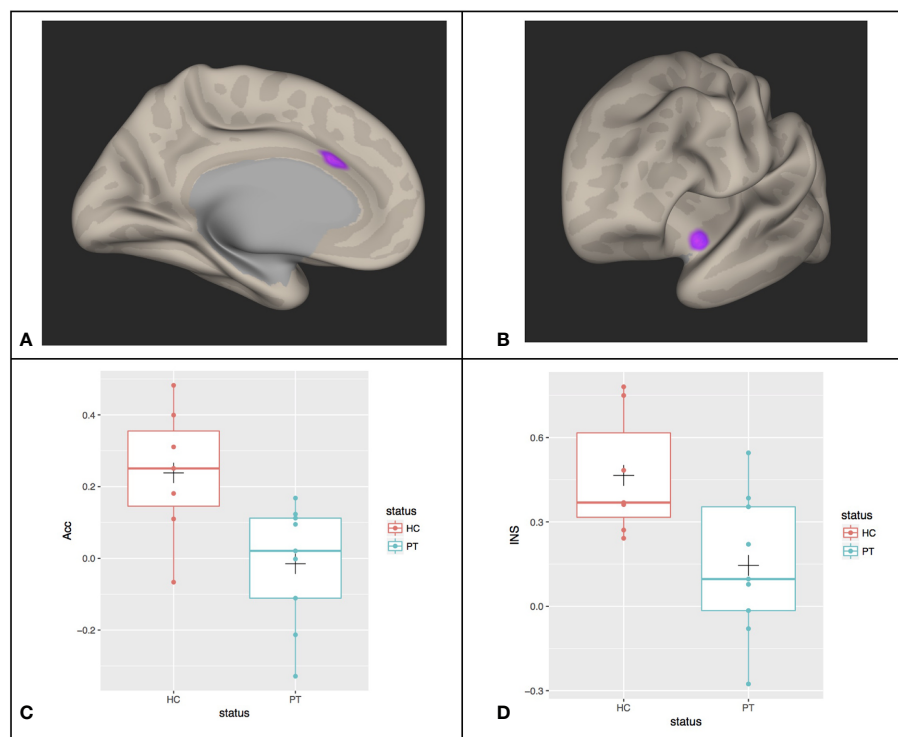 A
B
Acc
0.4
0.2
0.0
−0.2
HC
PT
status
status
HC
PT
C
INS
0.6
0.3
0.0
−0.3
HC
PT
status
status
HC
PT
D